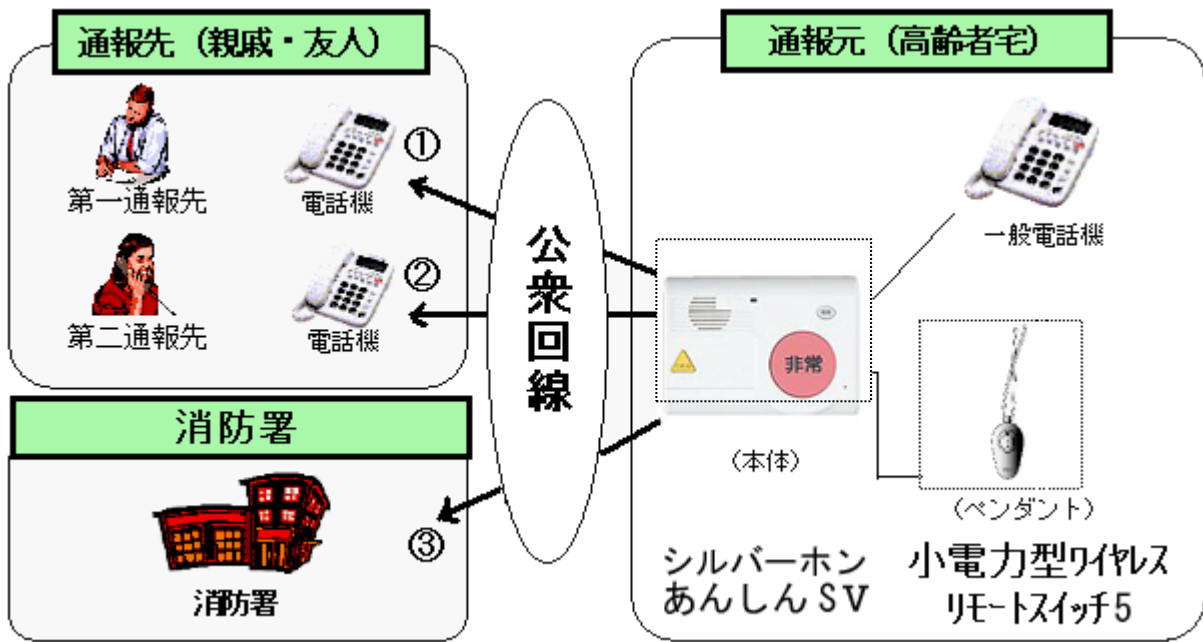 通報先（親戚・友人）
①
第一通報先
電話機
②
第二通報先
電話機
消防署
③
消防署
公衆回線
通報元（高齢者宅）
一般電話機
非常
（本体）
（ペンダント）
シルバーホン
あんしんＳＶ
小電力型ﾜｲﾔﾚｽ
ﾘﾓｰﾄｽｲｯﾁ5